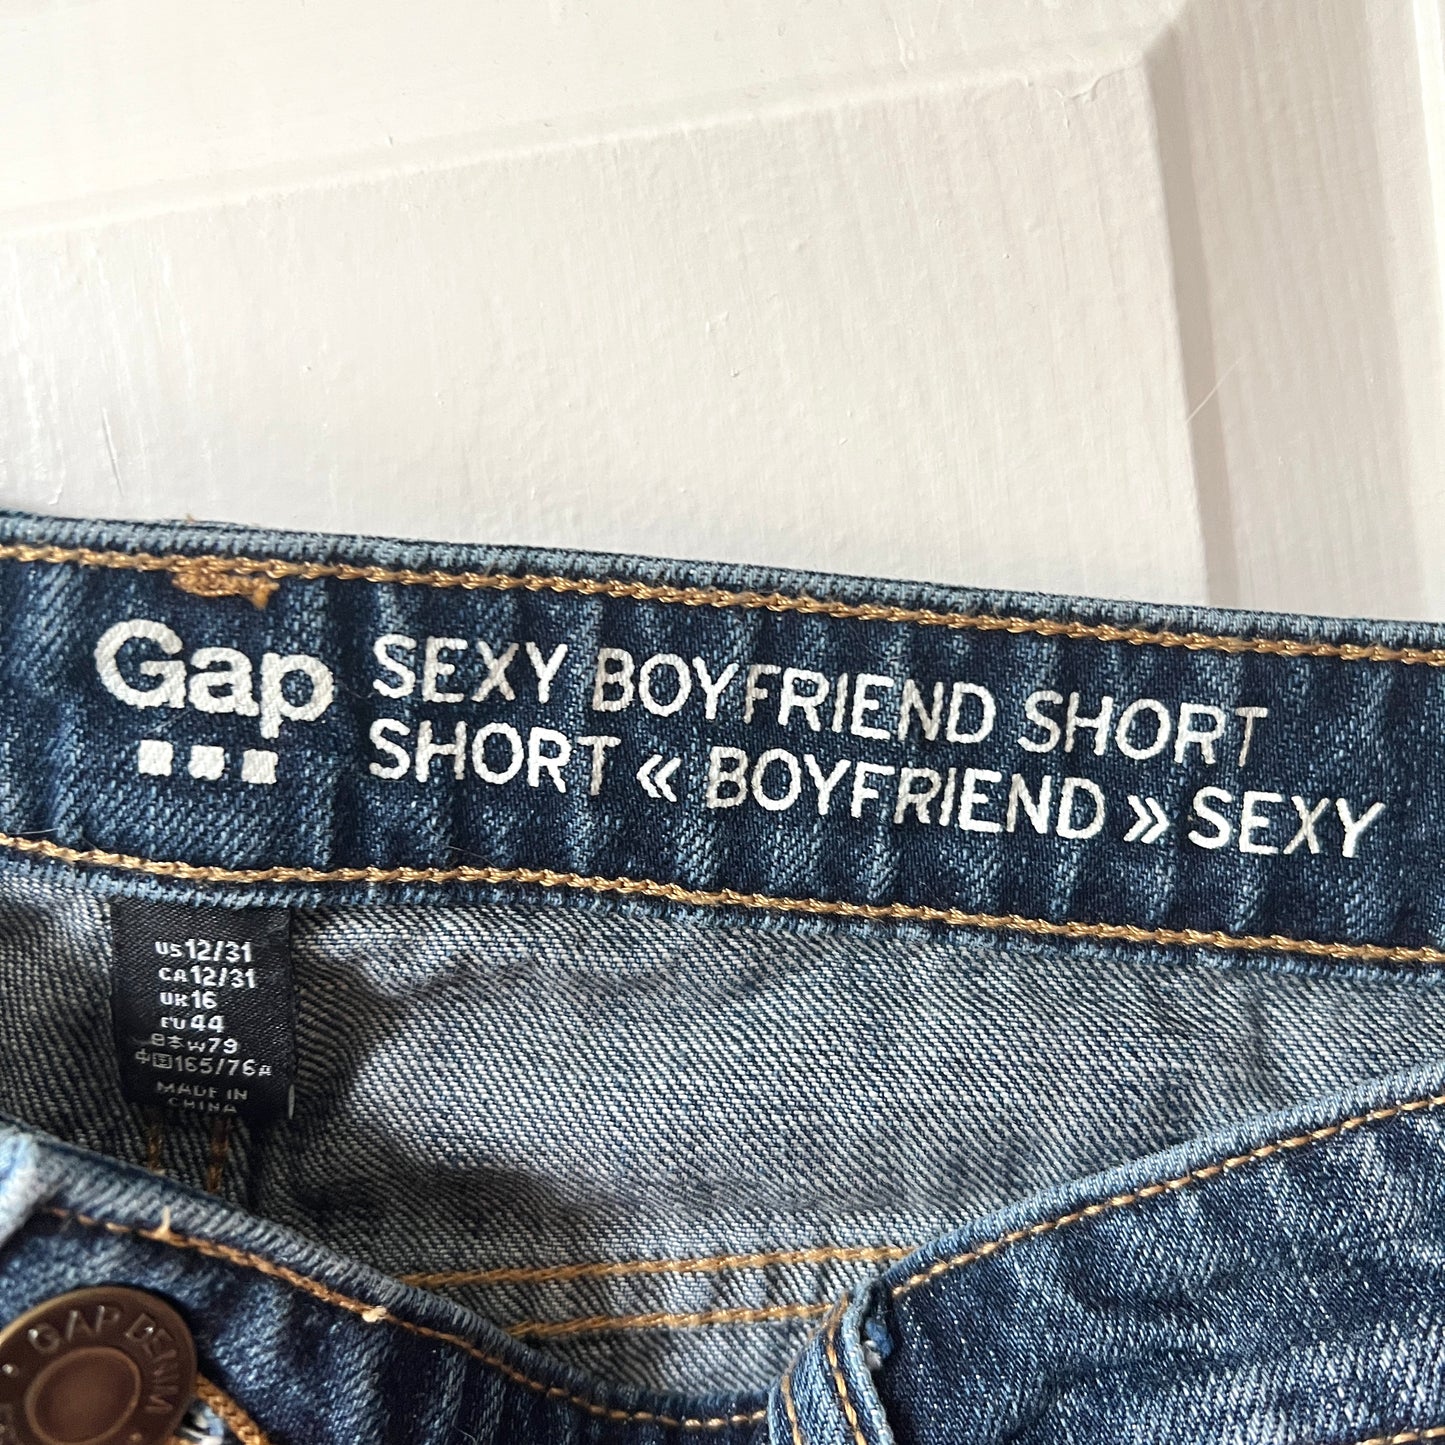 Gap
SEXY BOYFRIEND SHORT
SHORT « BOYFRIEND » SEXY
US 12/31
CA 12/31
UK 16
EU 44
日本 W79
中国 165/76A
MADE IN
CHINA
GAP DENIM